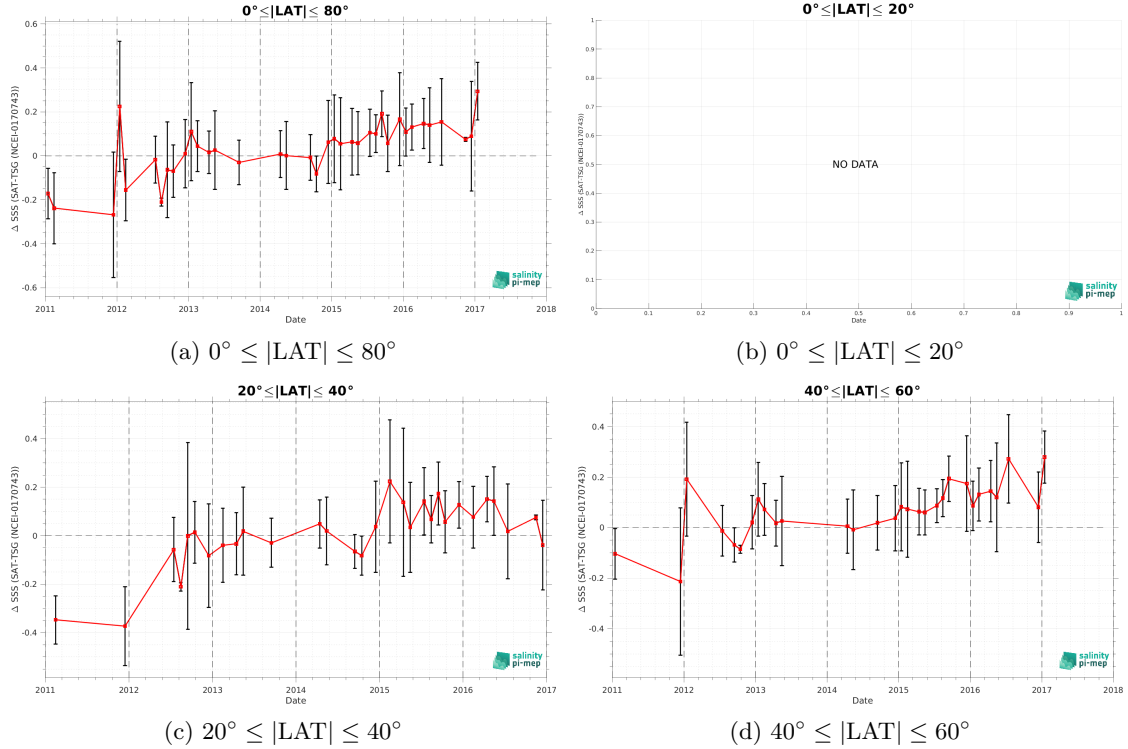 0°≤|LAT|≤ 80°
Δ SSS (SAT-TSG (NCEI-0170743))
0.6
0.4
0.2
0
-0.2
-0.4
-0.6
2011 2012 2013 2014 2015 2016 2017 2018
Date
salinity
pi-mep
(a) 0° ≤ |LAT| ≤ 80°
0°≤|LAT|≤ 20°
Δ SSS (SAT-TSG (NCEI-0170743))
1
0.9
0.8
0.7
0.6
0.5
0.4
0.3
0.2
0.1
0
NO DATA
0 0.1 0.2 0.3 0.4 0.5 0.6 0.7 0.8 0.9 1
Date
salinity
pi-mep
(b) 0° ≤ |LAT| ≤ 20°
20°≤|LAT|≤ 40°
Δ SSS (SAT-TSG (NCEI-0170743))
0.4
0.2
0
-0.2
-0.4
2011 2012 2013 2014 2015 2016 2017
Date
salinity
pi-mep
(c) 20° ≤ |LAT| ≤ 40°
40°≤|LAT|≤ 60°
Δ SSS (SAT-TSG (NCEI-0170743))
0.4
0.2
0
-0.2
-0.4
2011 2012 2013 2014 2015 2016 2017 2018
Date
salinity
pi-mep
(d) 40° ≤ |LAT| ≤ 60°